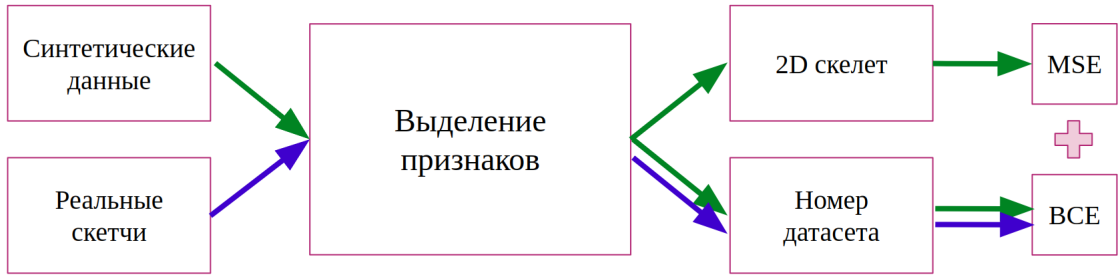 Синтетические
данные
Реальные
скетчи
Выделение
признаков
2D скелет
Номер
датасета
MSE
BCE